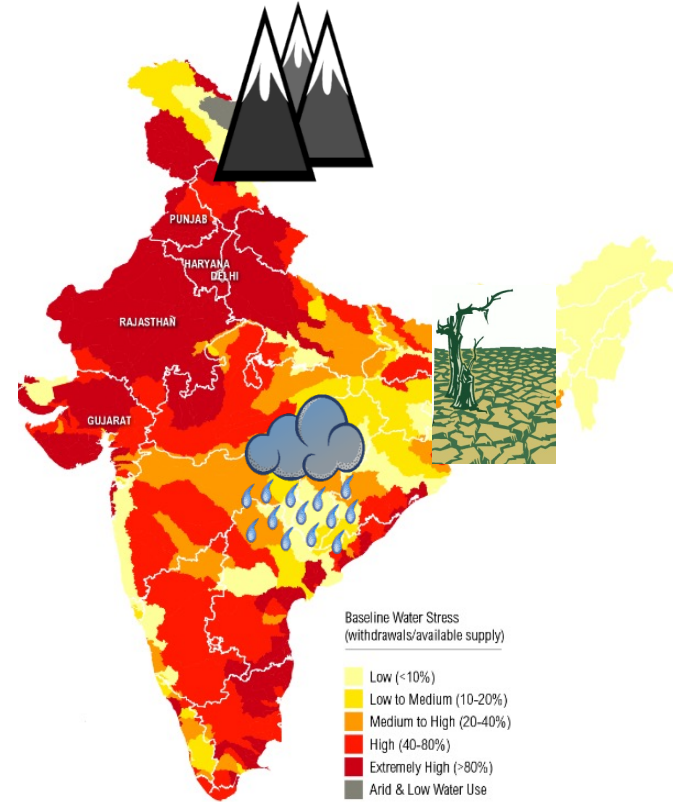 PUNJAB
HARYANA
DELHI
RAJASTHAN
GUJARAT
Baseline Water Stress
(withdrawals/available supply)
Low (<10%)
Low to Medium (10-20%)
Medium to High (20-40%)
High (40-80%)
Extremely High (>80%)
Arid & Low Water Use